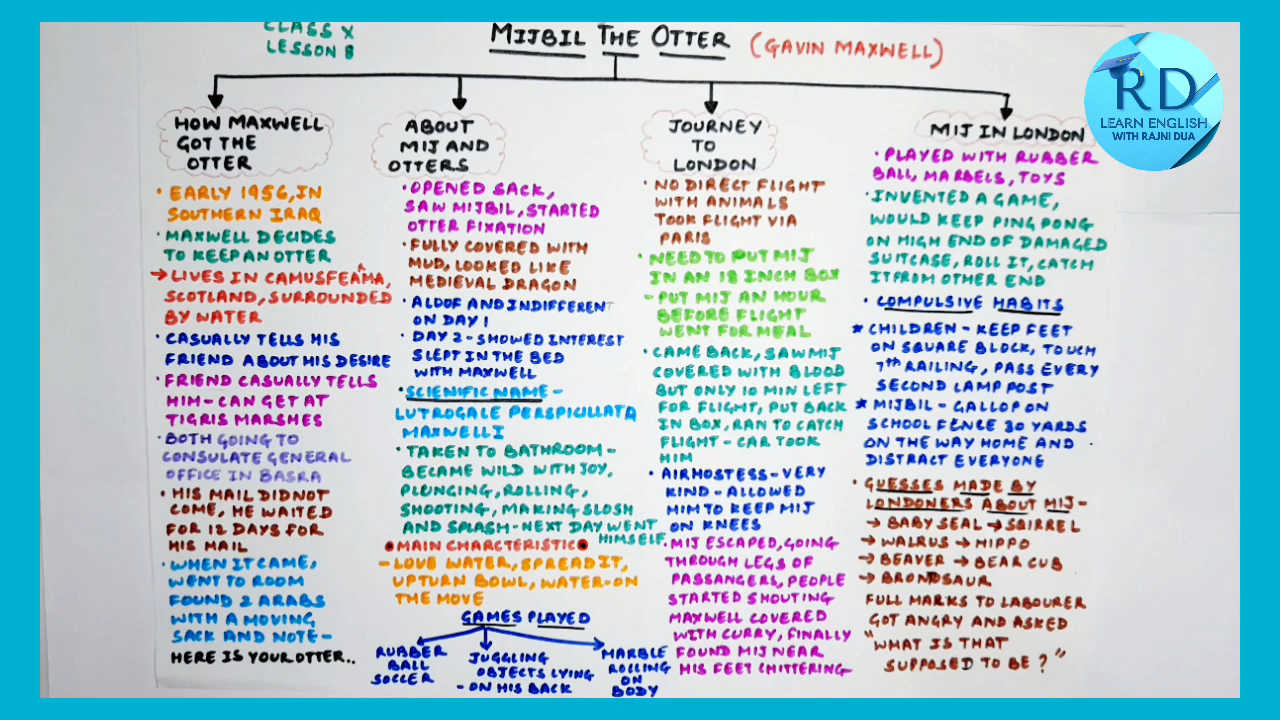 CLASS X
LESSON 8
MIJBIL THE OTTER (GAVIN MAXWELL)
RD
LEARN ENGLISH
WITH RAJNI DUA
HOW MAXWELL
GOT THE
OTTER
· EARLY 1956, IN
SOUTHERN IRAQ
· MAXWELL DECIDES
TO KEEP AN OTTER
→ LIVES IN CAMUSFEARNA,
SCOTLAND, SURROUNDED
BY WATER
· CASUALLY TELLS HIS
FRIEND ABOUT HIS DESIRE
· FRIEND CASUALLY TELLS
HIM - CAN GET AT
TIGRIS MARSHES
· BOTH GOING TO
CONSULATE GENERAL
OFFICE IN BASRA
· HIS MAIL DIDNOT
COME, HE WAITED
FOR 12 DAYS FOR
HIS MAIL
· WHEN IT CAME,
WENT TO ROOM
FOUND 2 ARABS
WITH A MOVING
SACK AND NOTE -
HERE IS YOUR OTTER..
ABOUT
MIJ AND
OTTERS
· OPENED SACK,
SAW MIJBIL, STARTED
OTTER FIXATION
· FULLY COVERED WITH
MUD, LOOKED LIKE
MEDIEVAL DRAGON
· ALOOF AND INDIFFERENT
ON DAY 1
· DAY 2 - SHOWED INTEREST
SLEPT IN THE BED
WITH MAXWELL
· SCIENIFIC NAME -
LUTROGALE PERSPICILLATA
MAXWELLI
· TAKEN TO BATHROOM -
BECAME WILD WITH JOY,
PLUNGING, ROLLING,
SHOOTING, MAKING SLOSH
AND SPLASH - NEXT DAY WENT
HIMSELF
MAIN CHARCTERISTIC
- LOVE WATER, SPREAD IT,
UPTURN BOWL, WATER-ON
THE MOVE
GAMES PLAYED
RUBBER
BALL
SOCCER
JUGGLING
OBJECTS LYING
- ON HIS BACK
MARBLE
ROLLING
ON
BODY
JOURNEY
TO
LONDON
· NO DIRECT FLIGHT
WITH ANIMALS
TOOK FLIGHT VIA
PARIS
· NEED TO PUT MIJ
IN AN 18 INCH BOX
- PUT MIJ AN HOUR
BEFORE FLIGHT
WENT FOR MEAL
· CAME BACK, SAW MIJ
COVERED WITH BLOOD
BUT ONLY 10 MIN LEFT
FOR FLIGHT, PUT BACK
IN BOX, RAN TO CATCH
FLIGHT - CAR TOOK
HIM
· AIRHOSTESS - VERY
KIND - ALLOWED
HIM TO KEEP MIJ
ON KNEES
· MIJ ESCAPED, GOING
THROUGH LEGS OF
PASSANGERS, PEOPLE
STARTED SHOUTING
MAXWELL COVERED
WITH CURRY, FINALLY
FOUND MIJ NEAR
HIS FEET CHITTERING
MIJ IN LONDON
· PLAYED WITH RUBBER
BALL, MARBELS, TOYS
· INVENTED A GAME,
WOULD KEEP PING PONG
ON HIGH END OF DAMAGED
SUITCASE, ROLL IT, CATCH
IT FROM OTHER END
· COMPULSIVE HABITS
* CHILDREN - KEEP FEET
ON SQUARE BLOCK, TOUCH
7th RAILING, PASS EVERY
SECOND LAMP POST
* MIJBIL - GALLOP ON
SCHOOL FENCE 30 YARDS
ON THE WAY HOME AND
DISTRACT EVERYONE
· GUESSES MADE BY
LONDONERS ABOUT MIJ -
→ BABY SEAL → SQIRREL
→ WALRUS → HIPPO
→ BEAVER → BEAR CUB
→ BRONTOSAUR
FULL MARKS TO LABOURER
GOT ANGRY AND ASKED
"WHAT IS THAT
SUPPOSED TO BE?"